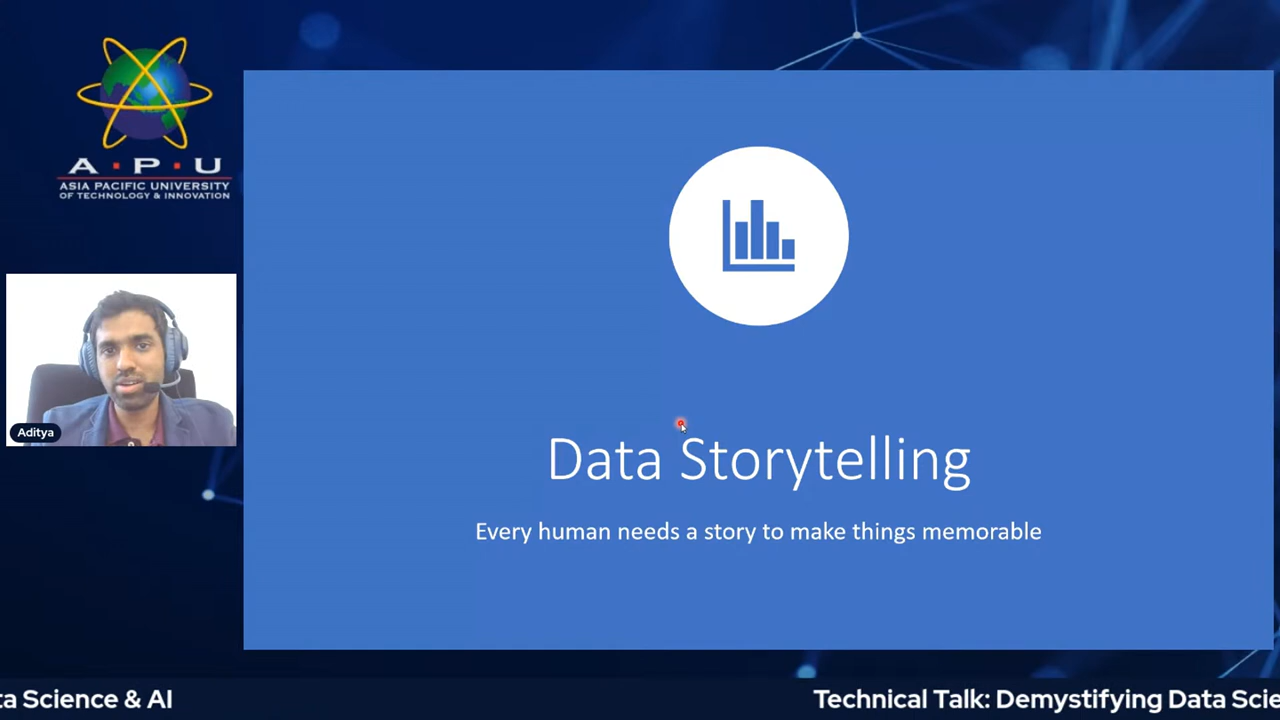 A·P·U
ASIA PACIFIC UNIVERSITY
OF TECHNOLOGY & INNOVATION
Aditya
Data Storytelling
Every human needs a story to make things memorable
ta Science & AI
Technical Talk: Demystifying Data Scie